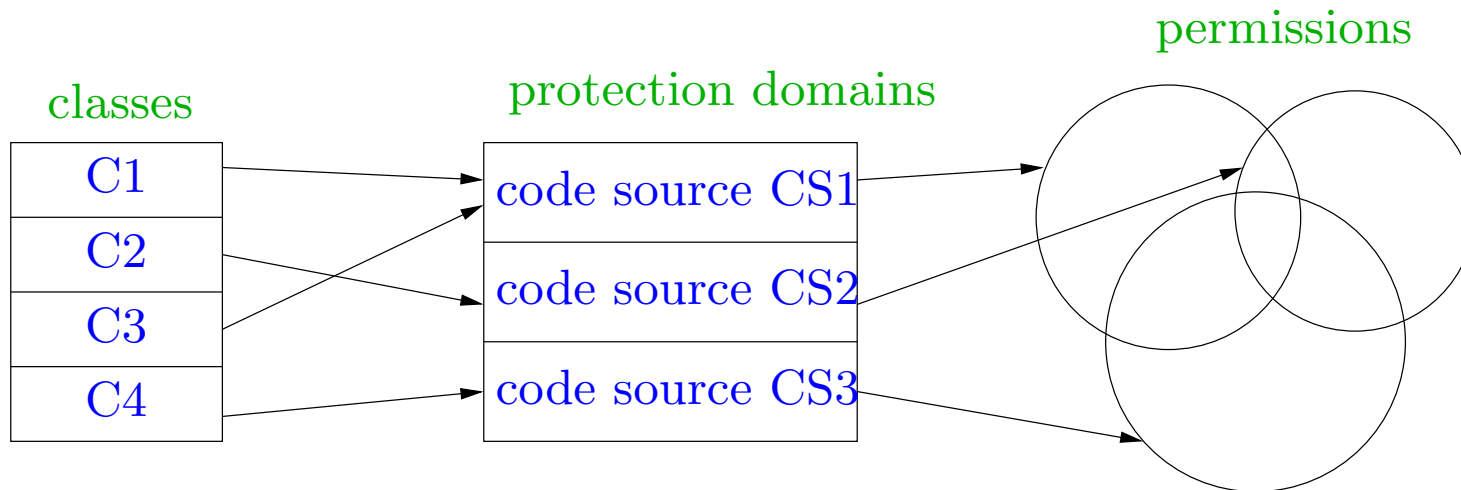 permissions
classes
protection domains
C1
C2
C3
C4
code source CS1
code source CS2
code source CS3